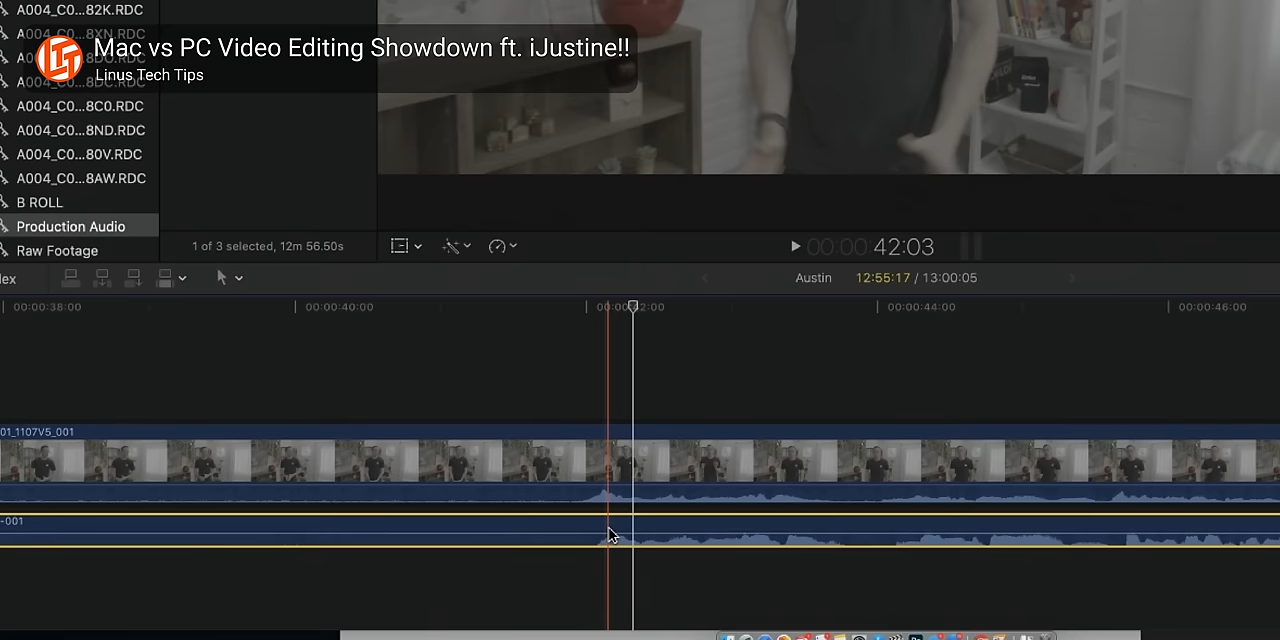 A004_C0...82K.RDC
A004_C0...8XN.RDC
Mac vs PC Video Editing Showdown ft. iJustine!!
A004_C0...8DO.RDC
Linus Tech Tips
A004_C0...8DC.RDC
A004_C0...8C0.RDC
A004_C0...8ND.RDC
A004_C0...80V.RDC
A004_C0...8AW.RDC
B ROLL
Production Audio
Raw Footage
1 of 3 selected, 12m 56.50s
00:00:42:03
Austin 12:55:17 / 13:00:05
00:00:38:00 00:00:40:00 00:00:42:00 00:00:44:00 00:00:46:00
01_1107V5_001
-001